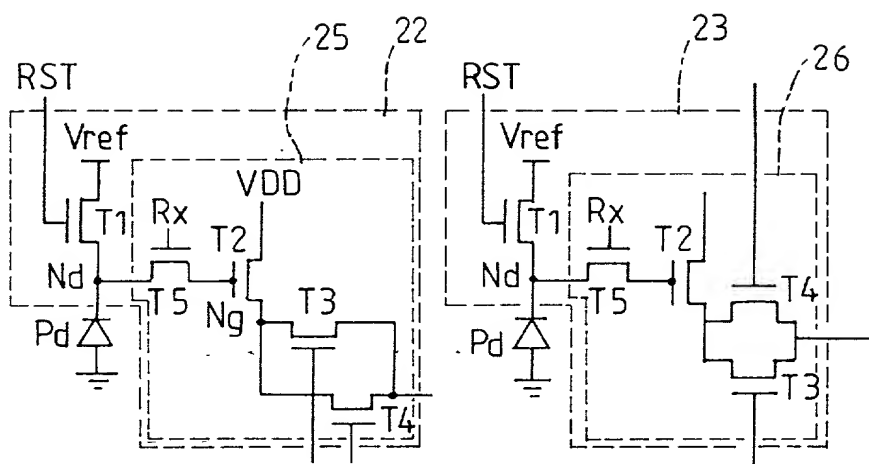 25
22
23
26
RST
RST
Vref
Vref
VDD
T1
Rx
T2
T1
Rx
T2
Nd
T5
Ng
T3
Nd
T5
T4
Pd
T4
Pd
T3